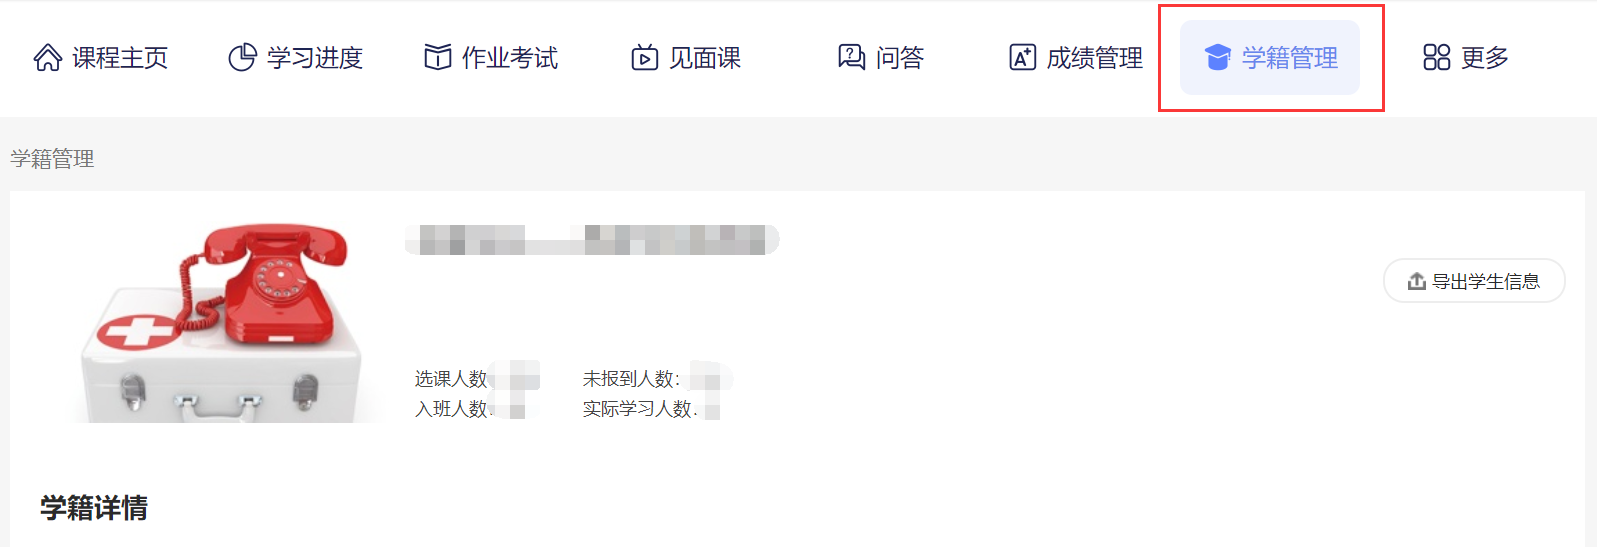 课程主页 学习进度 作业考试 见面课 问答 成绩管理 学籍管理 更多
学籍管理
导出学生信息
选课人数 未报到人数：
入班人数 实际学习人数
学籍详情